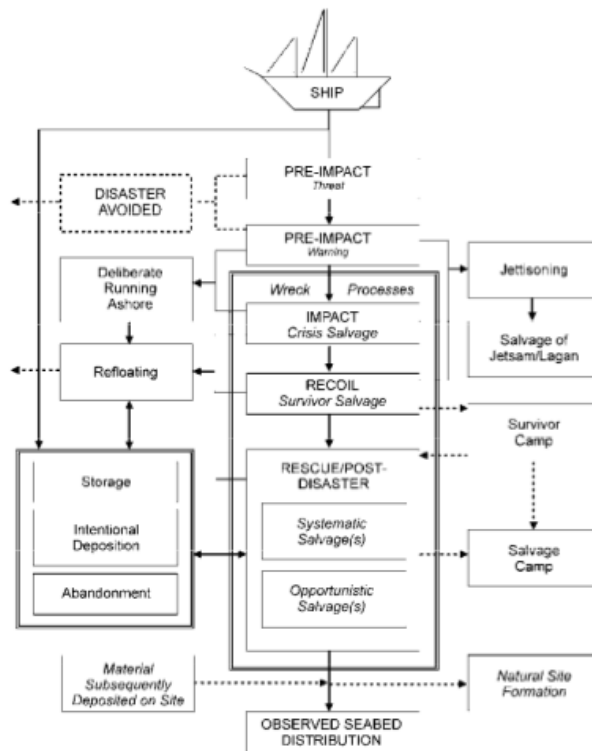 SHIP
PRE-IMPACT
Threat
DISASTER
AVOIDED
PRE-IMPACT
Warning
Deliberate
Running
Ashore
Jettisoning
Wreck Processes
IMPACT
Crisis Salvage
Salvage of
Jetsam/Lagan
Refloating
RECOIL
Survivor Salvage
Survivor
Camp
Storage
RESCUE/POST-
DISASTER
Intentional
Deposition
Systematic
Salvage(s)
Salvage
Camp
Abandonment
Opportunistic
Salvage(s)
Material
Subsequently
Deposited on Site
Natural Site
Formation
OBSERVED SEABED
DISTRIBUTION